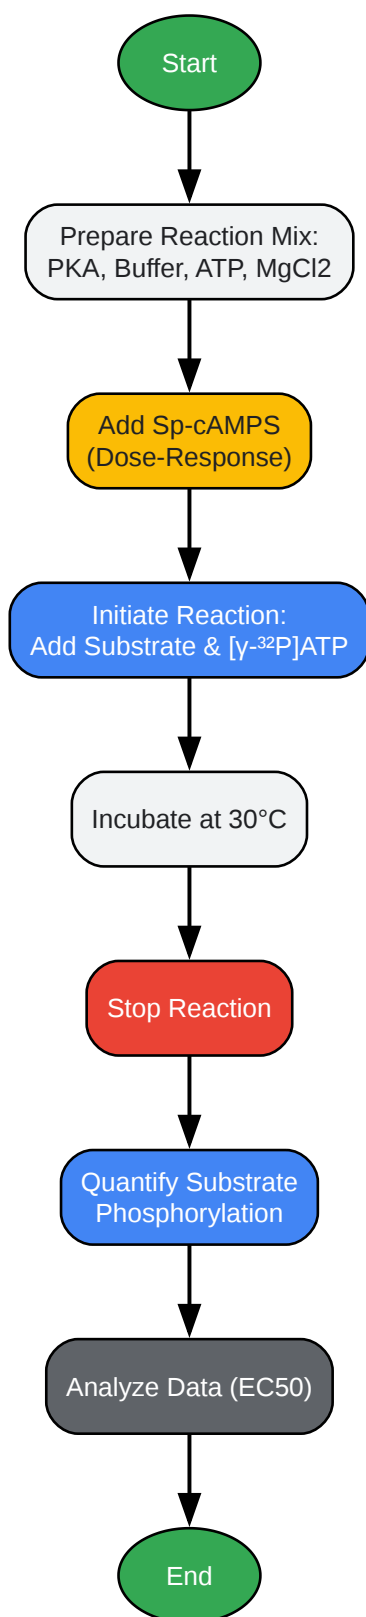 Start
Prepare Reaction Mix:
PKA, Buffer, ATP, MgCl2
Add Sp-cAMPS
(Dose-Response)
Initiate Reaction:
Add Substrate & [γ-³²P]ATP
Incubate at 30°C
Stop Reaction
Quantify Substrate
Phosphorylation
Analyze Data (EC50)
End